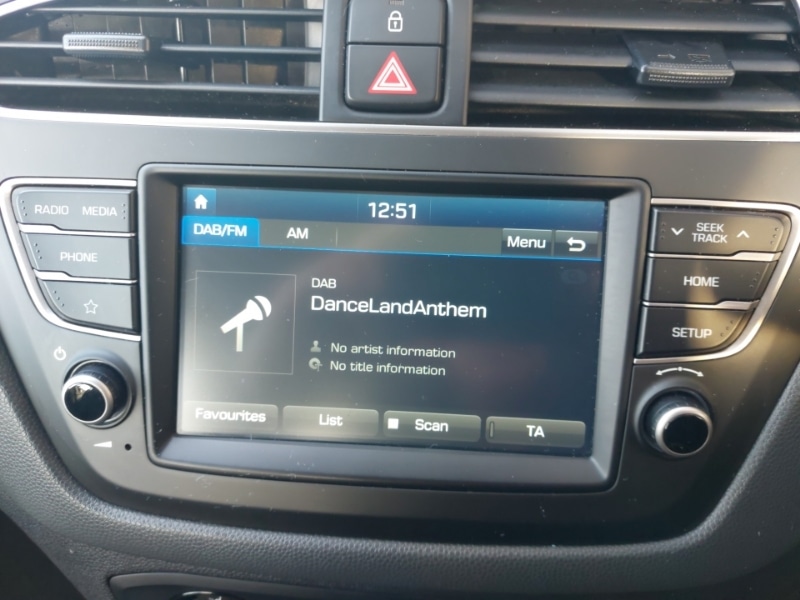 12:51
DAB/FM AM Menu
DAB
DanceLandAnthem
No artist information
No title information
Favourites List Scan TA
RADIO MEDIA
PHONE
SEEK
TRACK
HOME
SETUP